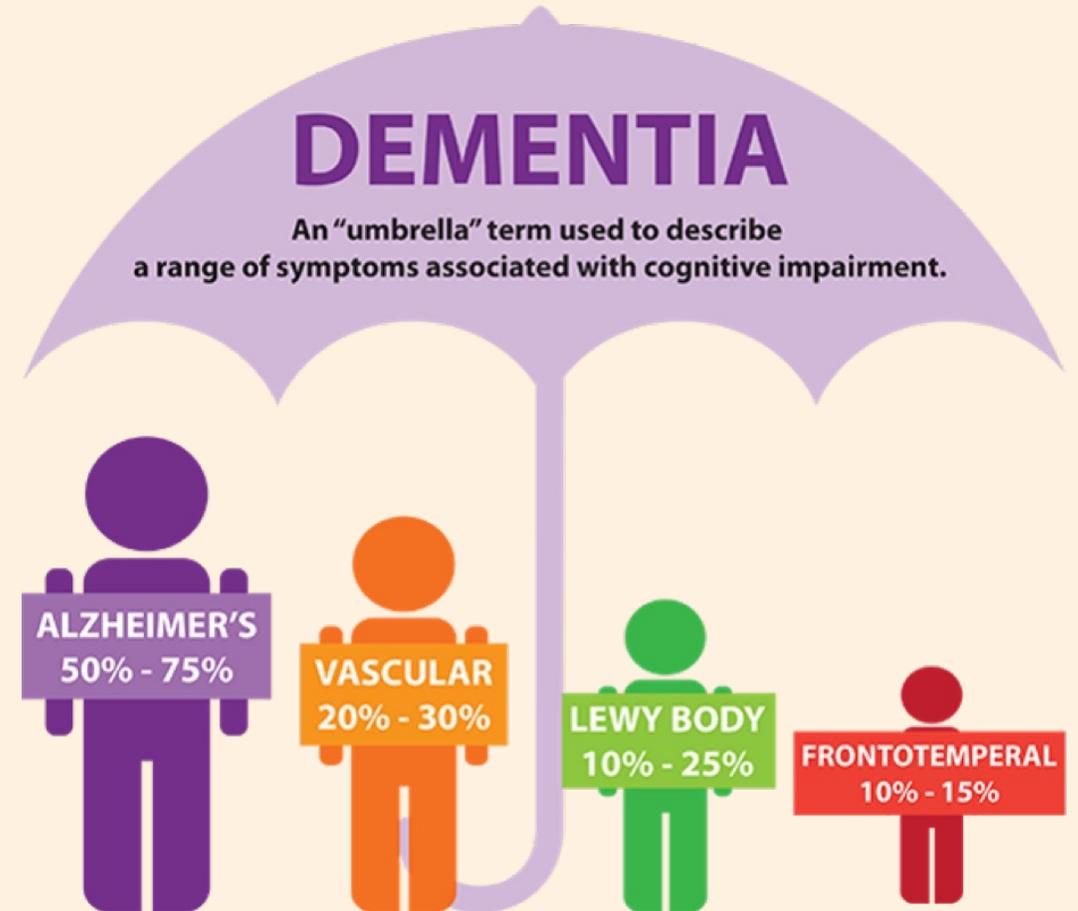 DEMENTIA
An “umbrella” term used to describe
a range of symptoms associated with cognitive impairment.
ALZHEIMER’S
50% - 75%
VASCULAR
20% - 30%
LEWY BODY
10% - 25%
FRONTOTEMPERAL
10% - 15%